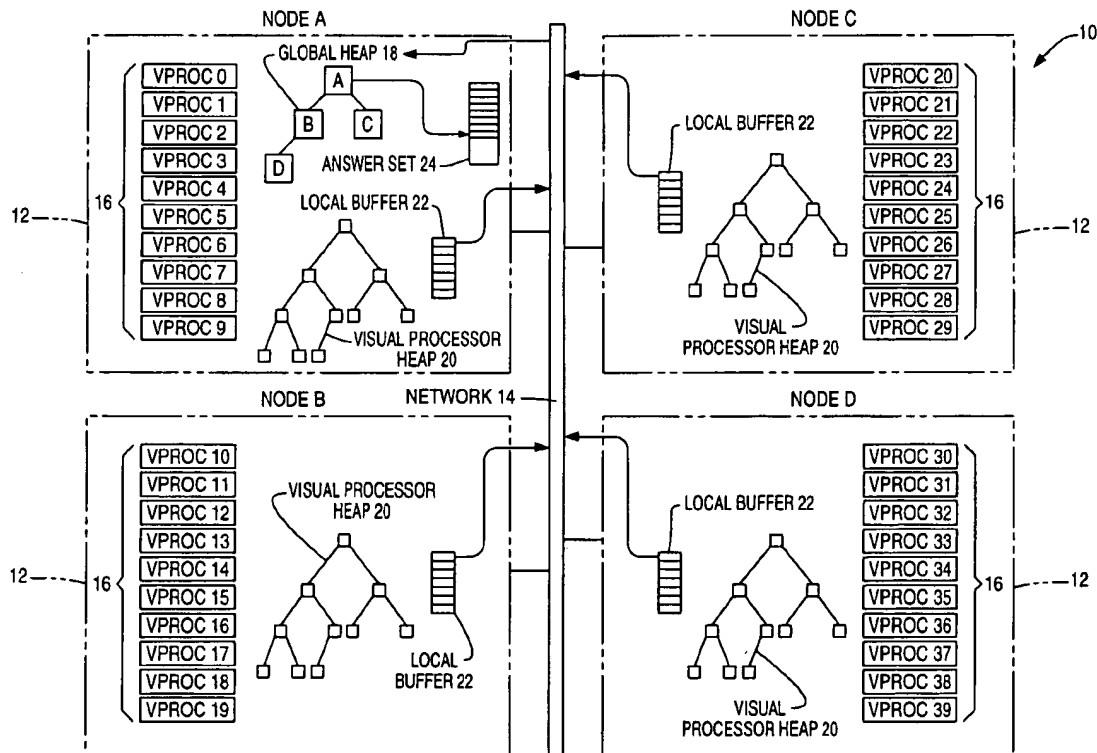 NODE A
GLOBAL HEAP 18
VPROC 0
VPROC 1
VPROC 2
VPROC 3
VPROC 4
VPROC 5
VPROC 6
VPROC 7
VPROC 8
VPROC 9
16
12
A
B
C
D
ANSWER SET 24
LOCAL BUFFER 22
VISUAL PROCESSOR
HEAP 20
NODE C
10
LOCAL BUFFER 22
VISUAL
PROCESSOR HEAP 20
VPROC 20
VPROC 21
VPROC 22
VPROC 23
VPROC 24
VPROC 25
VPROC 26
VPROC 27
VPROC 28
VPROC 29
16
12
NETWORK 14
NODE B
VPROC 10
VPROC 11
VPROC 12
VPROC 13
VPROC 14
VPROC 15
VPROC 16
VPROC 17
VPROC 18
VPROC 19
16
12
VISUAL PROCESSOR
HEAP 20
LOCAL
BUFFER 22
NODE D
LOCAL BUFFER 22
VISUAL
PROCESSOR HEAP 20
VPROC 30
VPROC 31
VPROC 32
VPROC 33
VPROC 34
VPROC 35
VPROC 36
VPROC 37
VPROC 38
VPROC 39
16
12